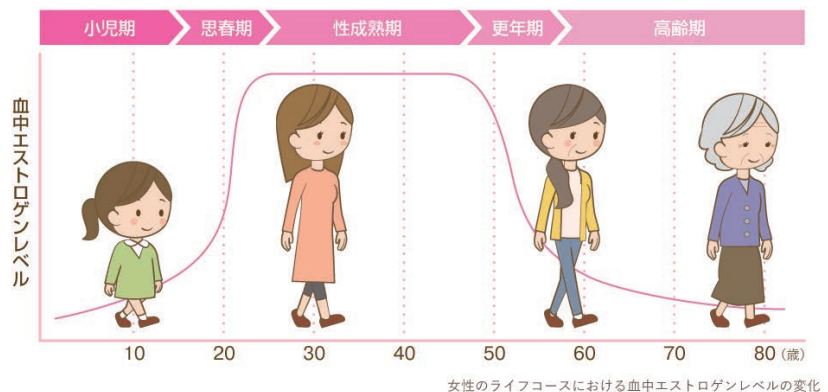 小児期 思春期 性成熟期 更年期 高齢期
血中エストロゲンレベル
10 20 30 40 50 60 70 80 (歳)
女性のライフコースにおける血中エストロゲンレベルの変化